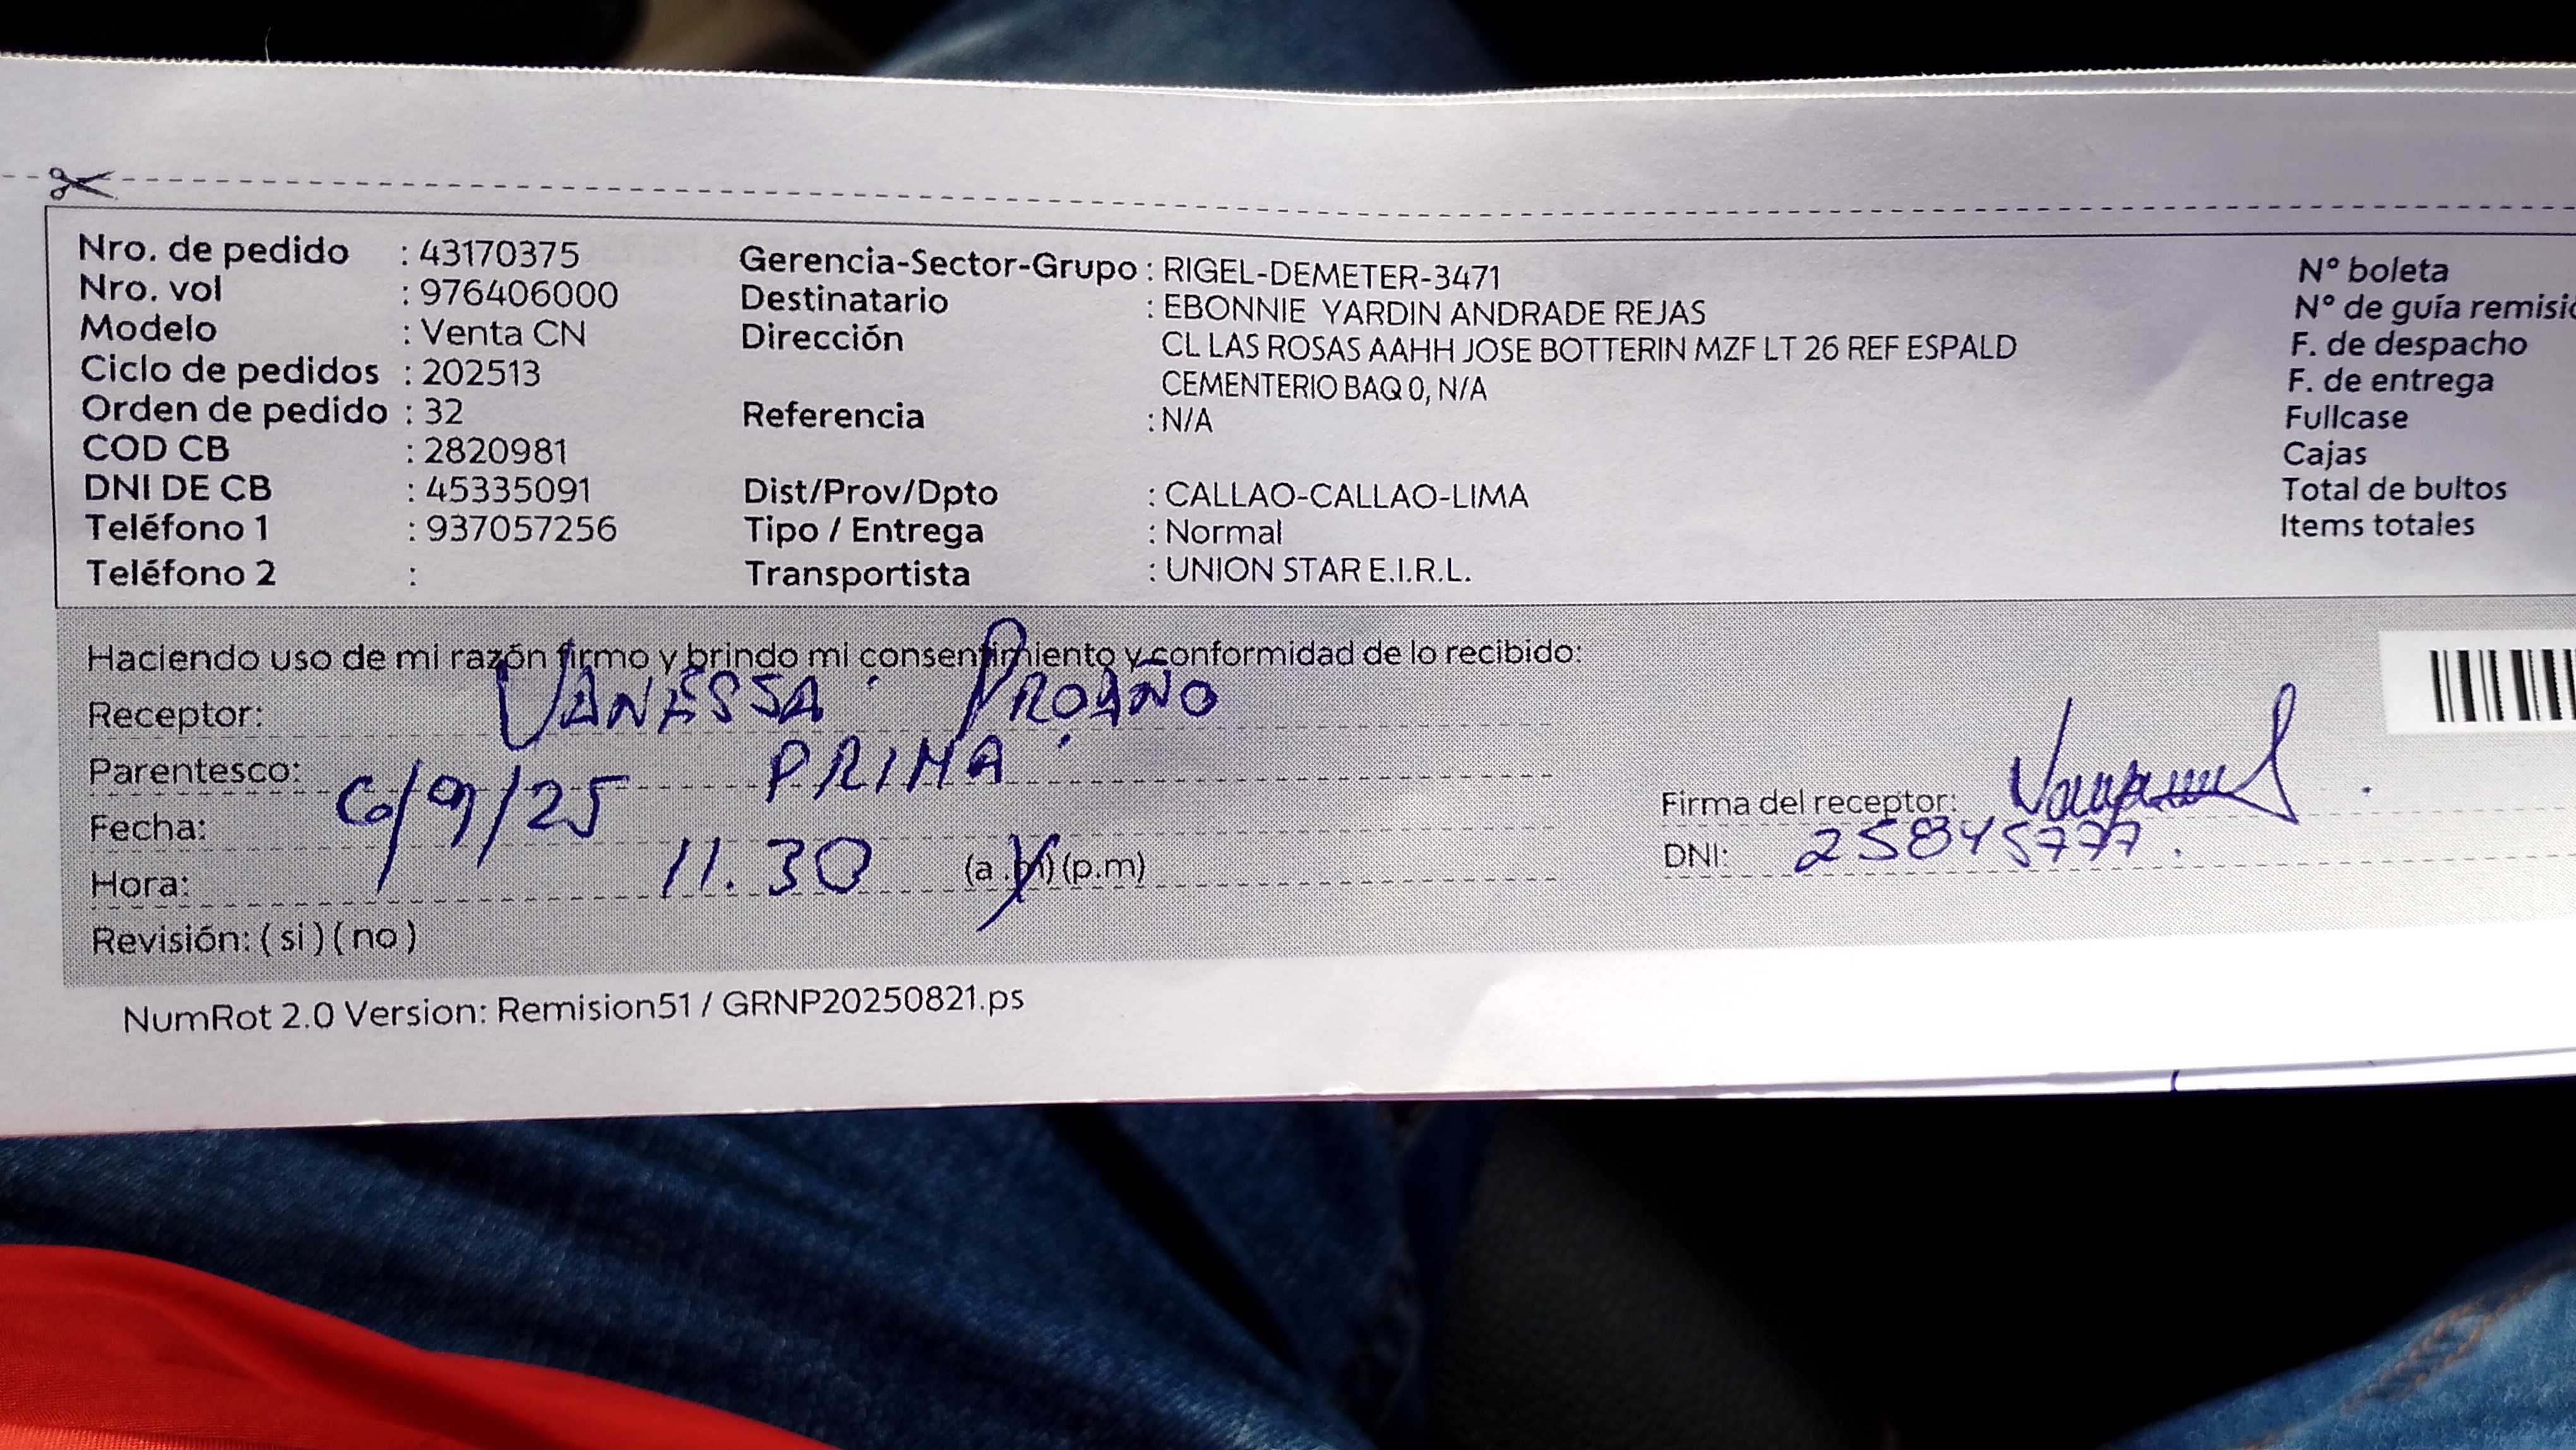 Nro. de pedido : 43170375
Nro. vol : 976406000
Modelo : Venta CN
Ciclo de pedidos : 202513
Orden de pedido : 32
COD CB : 2820981
DNI DE CB : 45335091
Teléfono 1 : 937057256
Teléfono 2 :
Gerencia-Sector-Grupo : RIGEL-DEMETER-3471
Destinatario : EBONNIE YARDIN ANDRADE REJAS
Dirección CL LAS ROSAS AAHH JOSE BOTTERIN MZF LT 26 REF ESPALD
CEMENTERIO BAQ 0, N/A
Referencia : N/A
Dist/Prov/Dpto : CALLAO-CALLAO-LIMA
Tipo / Entrega : Normal
Transportista : UNION STAR E.I.R.L.
N° boleta
N° de guía remisió
F. de despacho
F. de entrega
Fullcase
Cajas
Total de bultos
Items totales
Haciendo uso de mi razón firmo y brindo mi consentimiento y conformidad de lo recibido:
Receptor: VANESSA PROAÑO
Parentesco: PRIMA
Fecha: 6/9/25
Hora: 11.30 (a.m) (p.m)
Revisión: ( si ) ( no )
Firma del receptor:
DNI: 25845777
NumRot 2.0 Version: Remision51 / GRNP20250821.ps